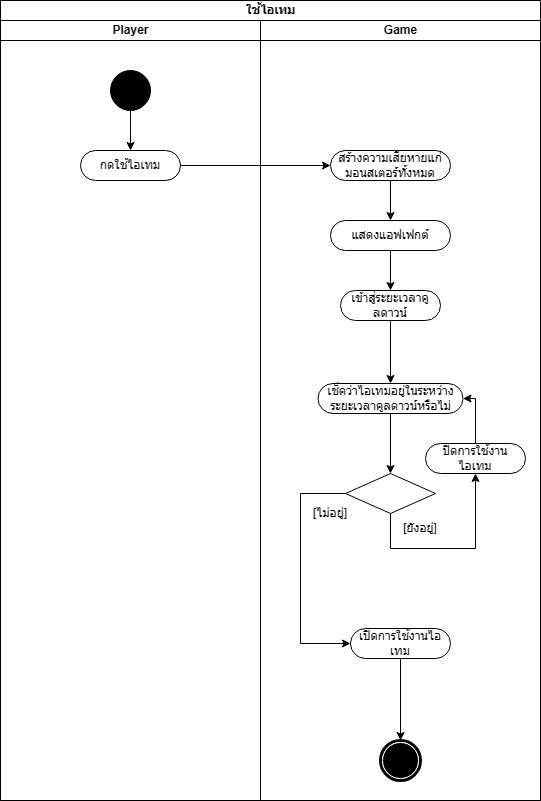 ใช้ไอเทม
Player
Game
กดใช้ไอเทม
สร้างความเสียหายแก่
มอนสเตอร์ทั้งหมด
แสดงแอฟเฟกต์
เข้าสู่ระยะเวลาคู
ลดาวน์
เช็คว่าไอเทมอยู่ในระหว่าง
ระยะเวลาคูลดาวน์หรือไม่
ปิดการใช้งาน
ไอเทม
[ไม่อยู่]
[ยังอยู่]
เปิดการใช้งานไอ
เทม